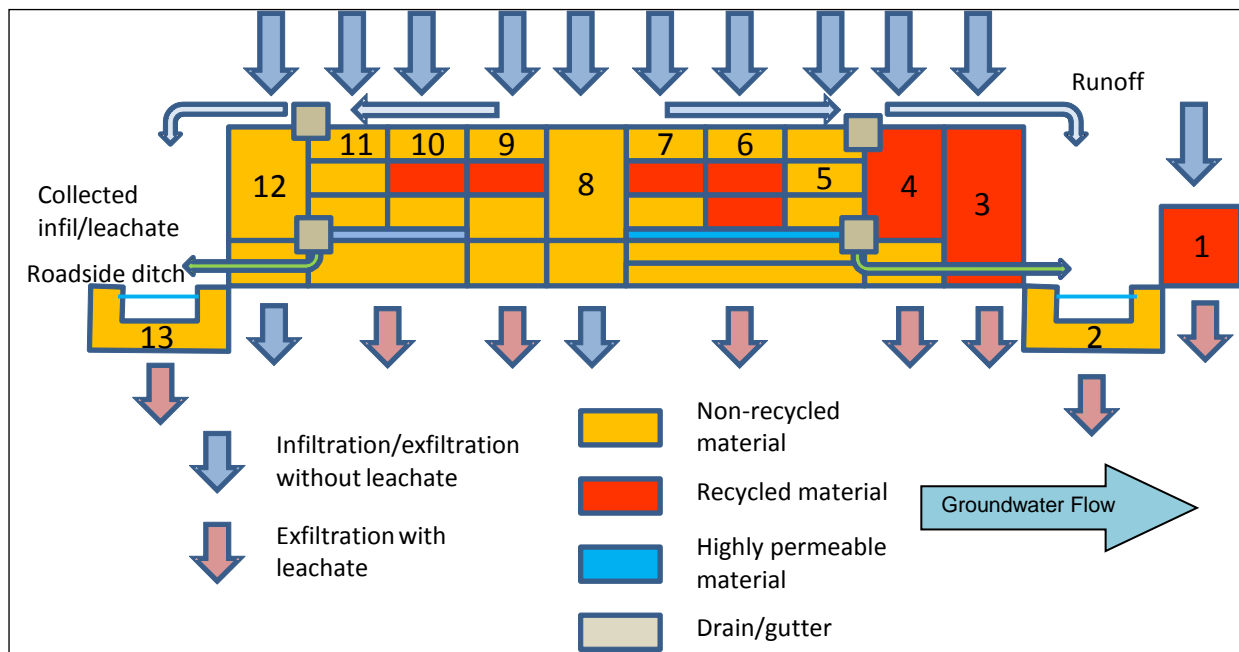 Runoff
11
10
9
7
6
12
8
5
4
3
1
Collected
infil/leachate
Roadside ditch
13
2
Infiltration/exfiltration
without leachate
Exfiltration with
leachate
Non-recycled
material
Recycled material
Highly permeable
material
Drain/gutter
Groundwater Flow